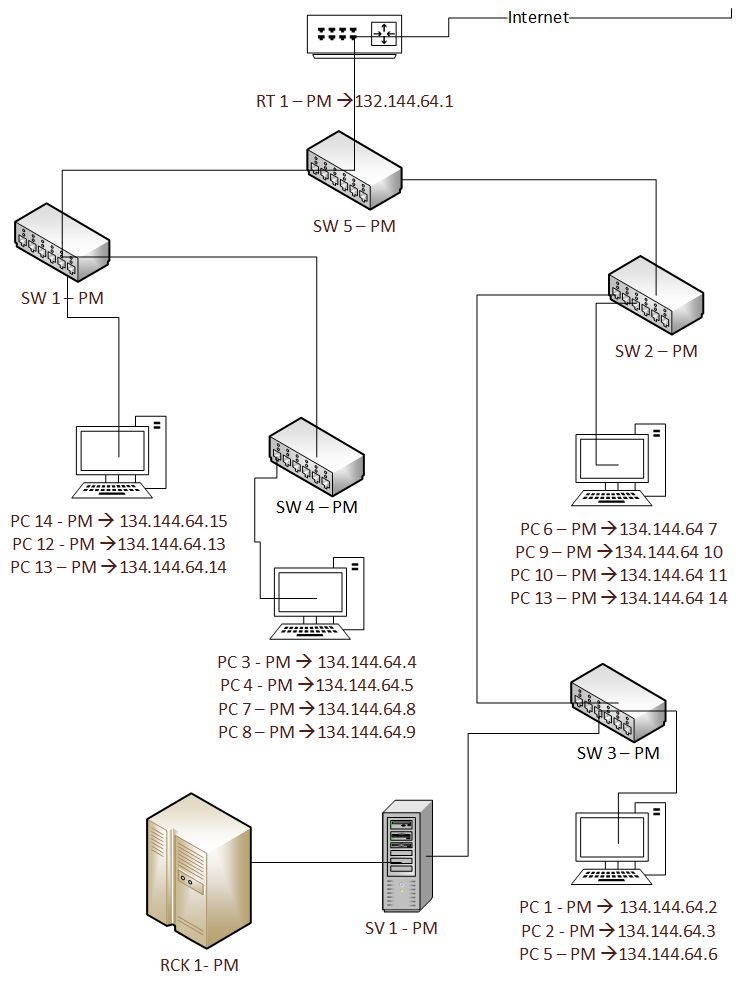 Internet
RT 1 – PM → 132.144.64.1
SW 5 – PM
SW 1 – PM
SW 2 – PM
SW 4 – PM
PC 14 - PM → 134.144.64.15
PC 12 - PM → 134.144.64.13
PC 13 – PM → 134.144.64.14
PC 6 – PM → 134.144.64 7
PC 9 – PM → 134.144.64 10
PC 10 – PM → 134.144.64 11
PC 13 – PM → 134.144.64 14
PC 3 - PM → 134.144.64.4
PC 4 - PM → 134.144.64.5
PC 7 – PM → 134.144.64.8
PC 8 – PM → 134.144.64.9
SW 3 – PM
PC 1 - PM → 134.144.64.2
PC 2 - PM → 134.144.64.3
PC 5 – PM → 134.144.64.6
SV 1 - PM
RCK 1- PM